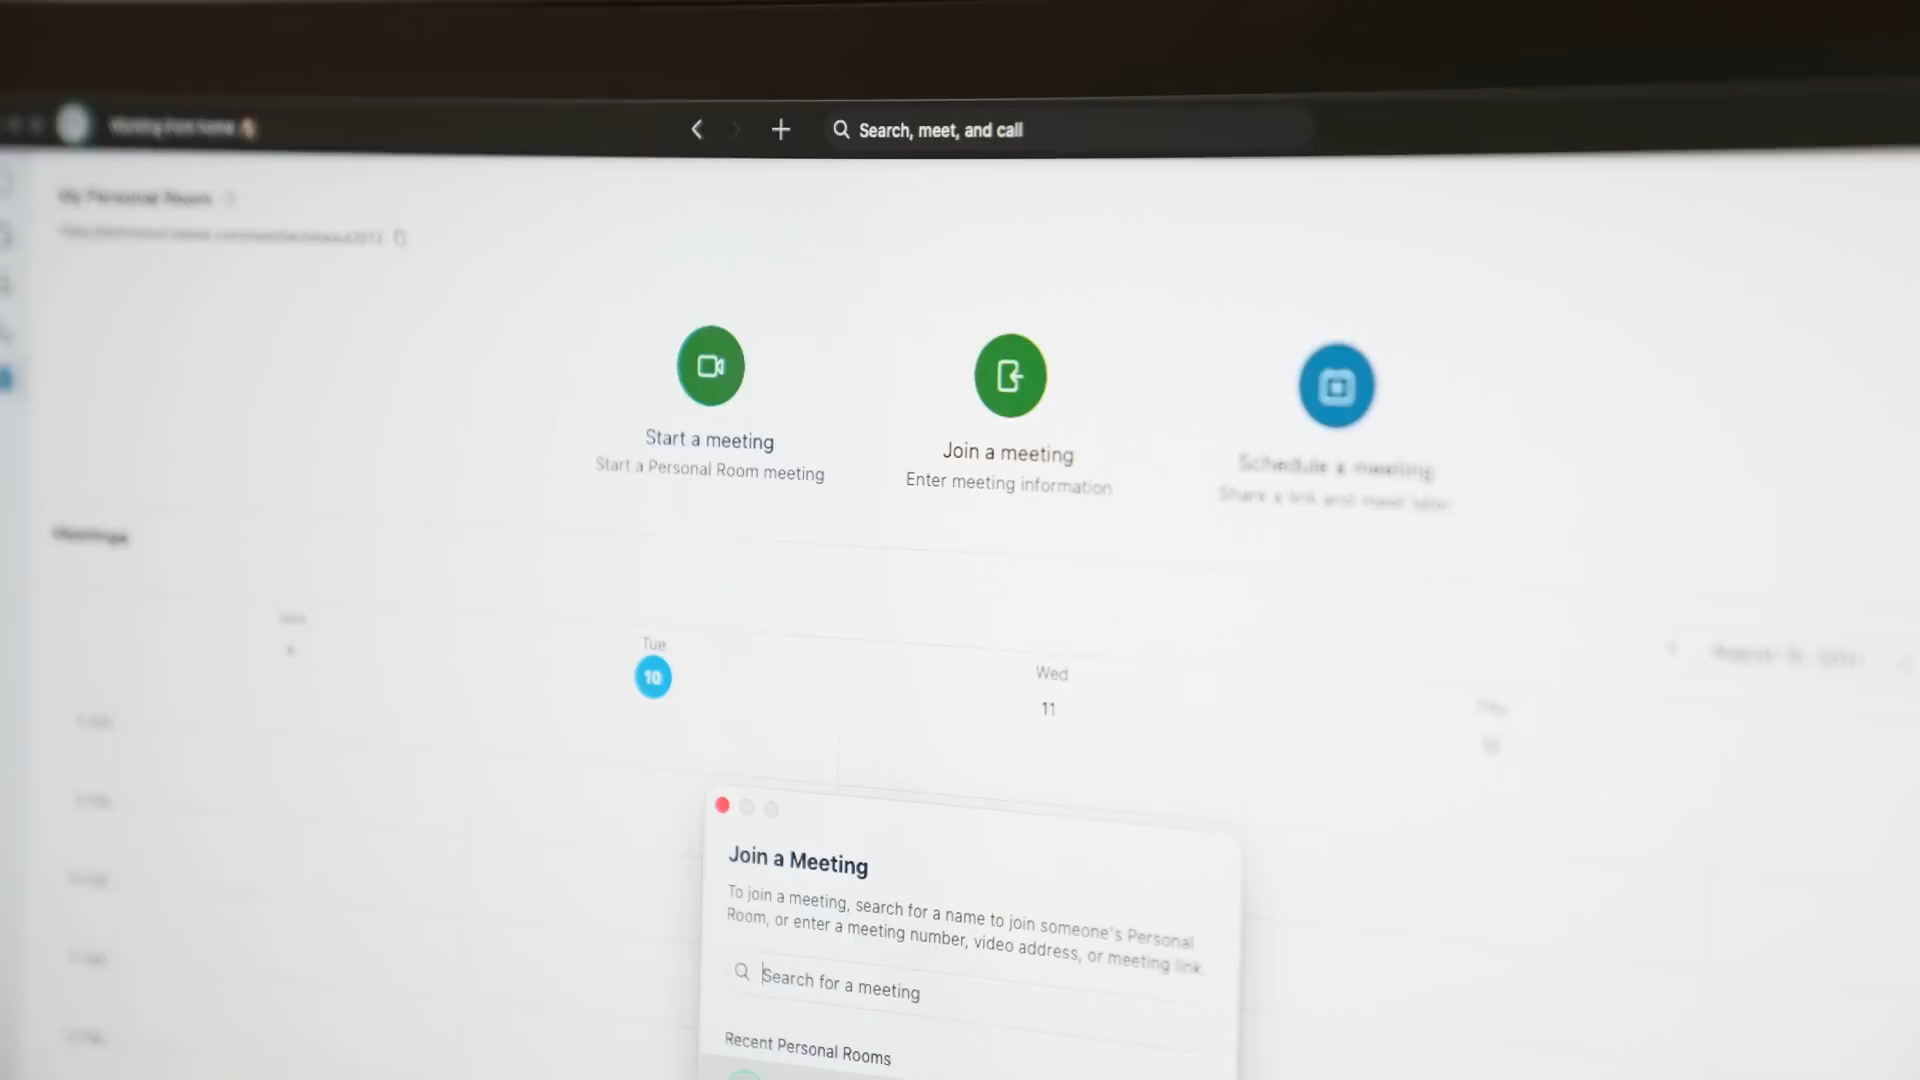 Working from home
Search, meet, and call
My Personal Room
Start a meeting
Start a Personal Room meeting
Join a meeting
Enter meeting information
Schedule a meeting
Share a link and meet later
Meetings
Tue
10
Wed
11
Join a Meeting
To join a meeting, search for a name to join someone's Personal
Room, or enter a meeting number, video address, or meeting link.
Search for a meeting
Recent Personal Rooms